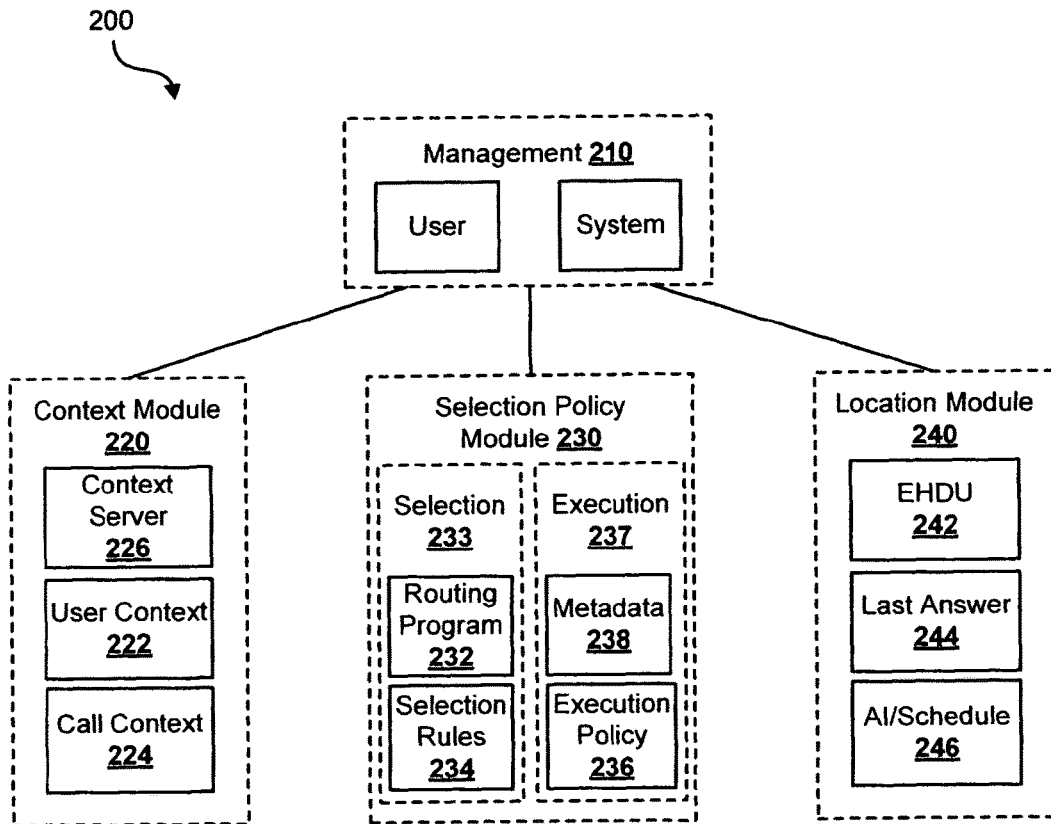 200
Management 210
User
System
Context Module
220
Context
Server
226
User Context
222
Call Context
224
Selection Policy
Module 230
Selection
233
Routing
Program
232
Selection
Rules
234
Execution
237
Metadata
238
Execution
Policy
236
Location Module
240
EHDU
242
Last Answer
244
AI/Schedule
246